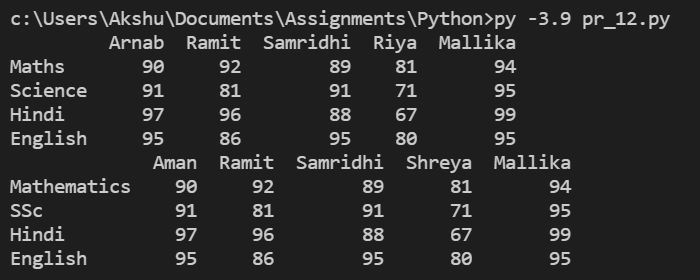 c:\Users\Akshu\Documents\Assignments\Python>py -3.9 pr_12.py
Arnab Ramit Samridhi Riya Mallika
Maths 90 92 89 81 94
Science 91 81 91 71 95
Hindi 97 96 88 67 99
English 95 86 95 80 95
Aman Ramit Samridhi Shreya Mallika
Mathematics 90 92 89 81 94
SSc 91 81 91 71 95
Hindi 97 96 88 67 99
English 95 86 95 80 95